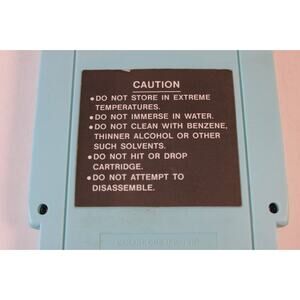 CAUTION
•DO NOT STORE IN EXTREME
TEMPERATURES.
•DO NOT IMMERSE IN WATER.
•DO NOT CLEAN WITH BENZENE,
THINNER ALCOHOL OR OTHER
SUCH SOLVENTS.
•DO NOT HIT OR DROP
CARTRIDGE.
•DO NOT ATTEMPT TO
DISASSEMBLE.